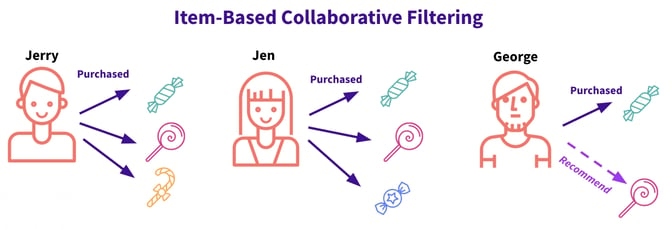 Item-Based Collaborative Filtering
Jerry
Jen
George
Purchased
Purchased
Purchased
Recommend